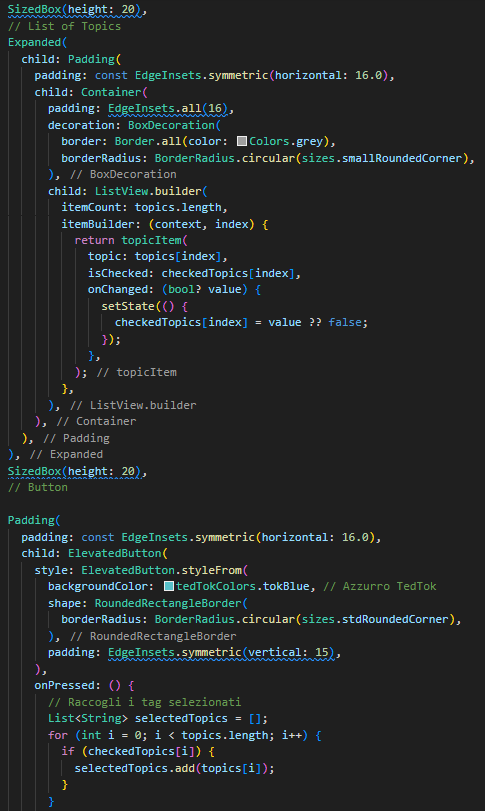 SizedBox(height: 20),
// List of Topics
Expanded(
  child: Padding(
    padding: const EdgeInsets.symmetric(horizontal: 16.0),
    child: Container(
      padding: EdgeInsets.all(16),
      decoration: BoxDecoration(
        border: Border.all(color: Colors.grey),
        borderRadius: BorderRadius.circular(sizes.smallRoundedCorner),
      ), // BoxDecoration
      child: ListView.builder(
        itemCount: topics.length,
        itemBuilder: (context, index) {
          return topicItem(
            topic: topics[index],
            isChecked: checkedTopics[index],
            onChanged: (bool? value) {
              setState(() {
                checkedTopics[index] = value ?? false;
              });
            },
          ); // topicItem
        },
      ), // ListView.builder
    ), // Container
  ), // Padding
), // Expanded
SizedBox(height: 20),
// Button

Padding(
  padding: const EdgeInsets.symmetric(horizontal: 16.0),
  child: ElevatedButton(
    style: ElevatedButton.styleFrom(
      backgroundColor: tedTokColors.tokBlue, // Azzurro TedTok
      shape: RoundedRectangleBorder(
        borderRadius: BorderRadius.circular(sizes.stdRoundedCorner),
      ), // RoundedRectangleBorder
      padding: EdgeInsets.symmetric(vertical: 15),
    ),
    onPressed: () {
      // Raccogli i tag selezionati
      List<String> selectedTopics = [];
      for (int i = 0; i < topics.length; i++) {
        if (checkedTopics[i]) {
          selectedTopics.add(topics[i]);
        }
      }